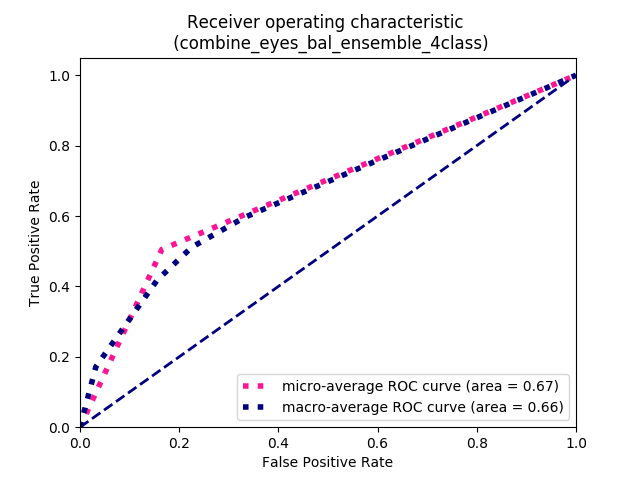 Receiver operating characteristic
(combine_eyes_bal_ensemble_4class)
True Positive Rate
1.0
0.8
0.6
0.4
0.2
0.0
micro-average ROC curve (area = 0.67)
macro-average ROC curve (area = 0.66)
0.0 0.2 0.4 0.6 0.8 1.0
False Positive Rate